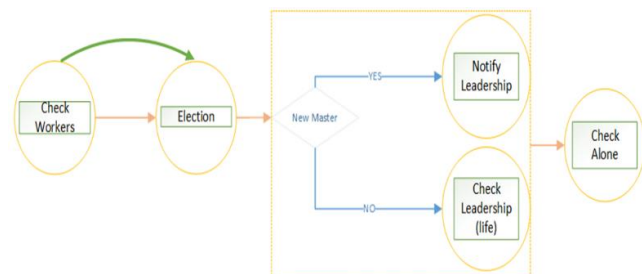 Check
Workers
Election
New Master
YES
Notify
Leadership
NO
Check
Leadership
(life)
Check
Alone